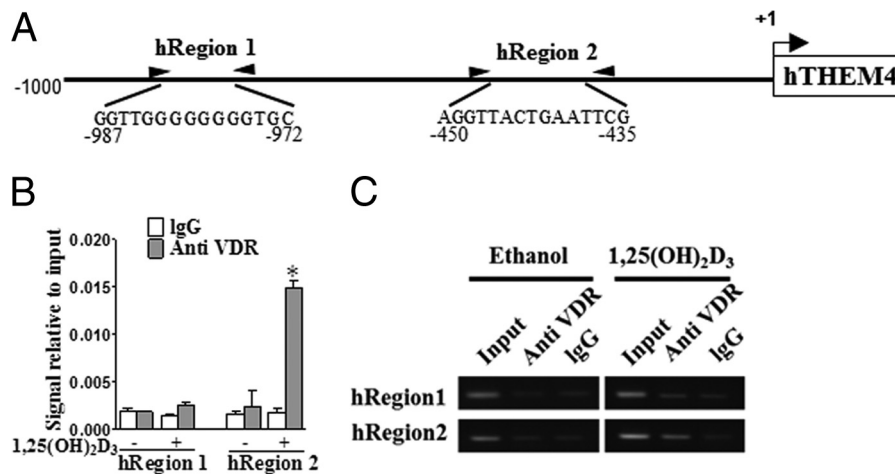 A
+1
hRegion 1
hRegion 2
-1000
hTHEM4
GGTTGGGGGGGGTGC
AGGTTACTGAATTCG
-987
-972
-450
-435
B
IgG
Anti VDR
Signal relative to input
0.020
0.015
0.010
0.005
0.000
*
1,25(OH)₂D₃
- + - +
hRegion 1
hRegion 2
C
Ethanol
1,25(OH)₂D₃
Input
Anti VDR
IgG
Input
Anti VDR
IgG
hRegion1
hRegion2